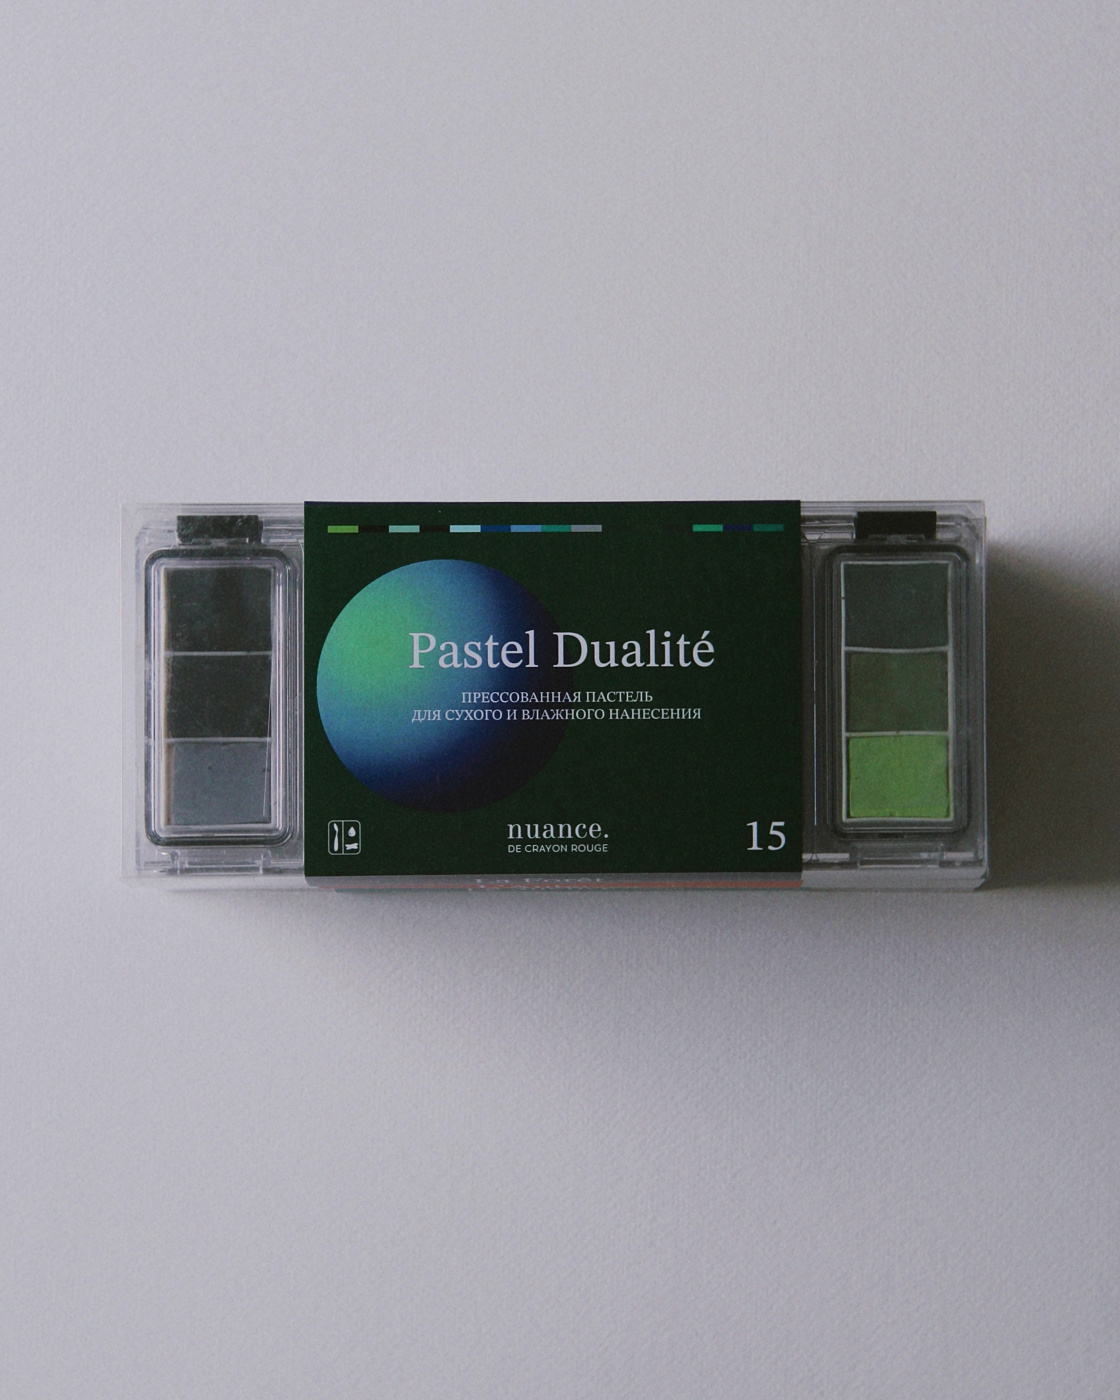 Pastel Dualité
ПРЕССОВАННАЯ ПАСТЕЛЬ
ДЛЯ СУХОГО И ВЛАЖНОГО НАНЕСЕНИЯ
nuance.
DE CRAYON ROUGE
15